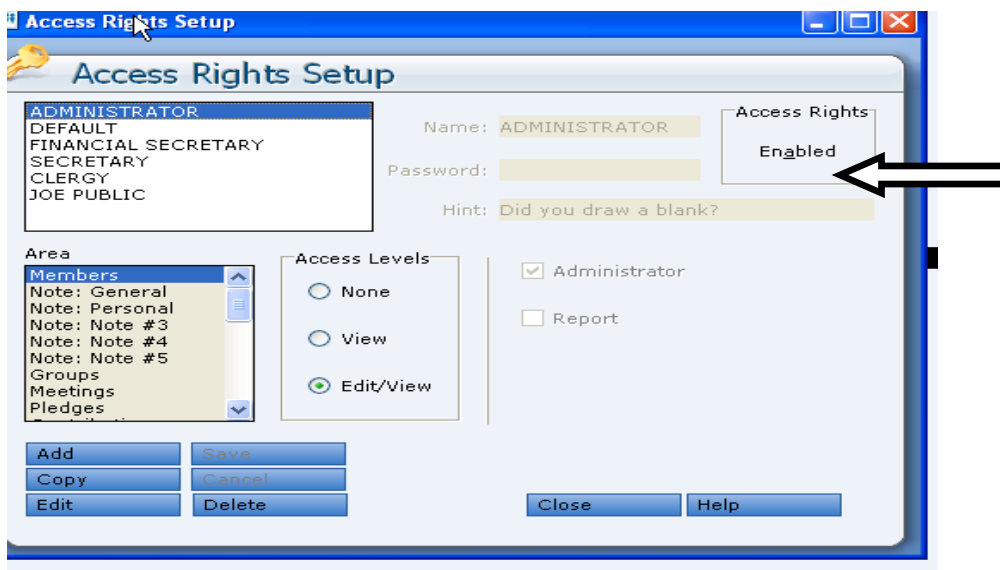 Access Rights Setup
Access Rights Setup
ADMINISTRATOR
DEFAULT
FINANCIAL SECRETARY
SECRETARY
CLERGY
JOE PUBLIC
Name: ADMINISTRATOR
Password:
Hint: Did you draw a blank?
Access Rights
Enabled
Area
Members
Note: General
Note: Personal
Note: Note #3
Note: Note #4
Note: Note #5
Groups
Meetings
Pledges
Access Levels
None
View
Edit/View
Administrator
Report
Add Save
Copy Cancel
Edit Delete Close Help